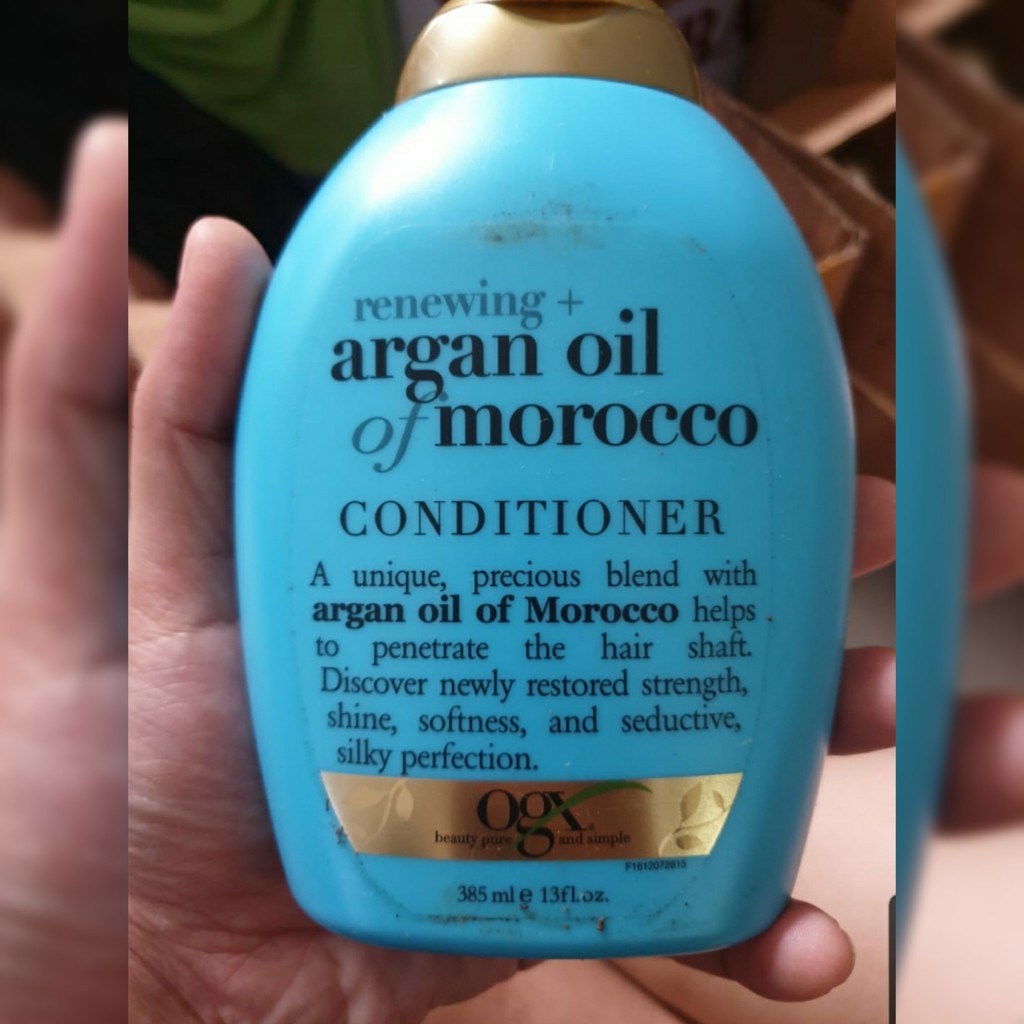 renewing +
argan oil
of morocco
CONDITIONER
A unique, precious blend with
argan oil of Morocco helps
to penetrate the hair shaft.
Discover newly restored strength,
shine, softness, and seductive,
silky perfection.
ogx®
beauty pure and simple
F1612072815
385 ml ℮ 13fl.oz.